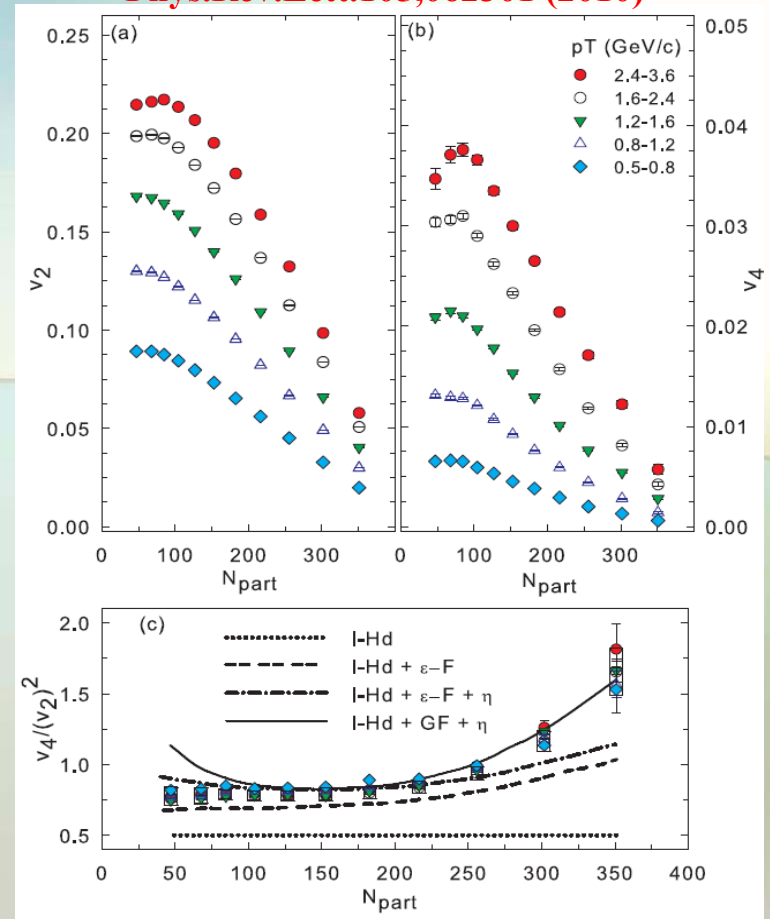 (a)
(b)
pT (GeV/c)
2.4-3.6
1.6-2.4
1.2-1.6
0.8-1.2
0.5-0.8
v2
0.25
0.20
0.15
0.10
0.05
0.00
v4
0.05
0.04
0.03
0.02
0.01
0.00
0 100 200 300
0 100 200 300
Npart
Npart
(c)
I-Hd
I-Hd + ε-F
I-Hd + ε-F + η
I-Hd + GF + η
v4/(v2)2
2.0
1.5
1.0
0.5
0 50 100 150 200 250 300 350 400
Npart